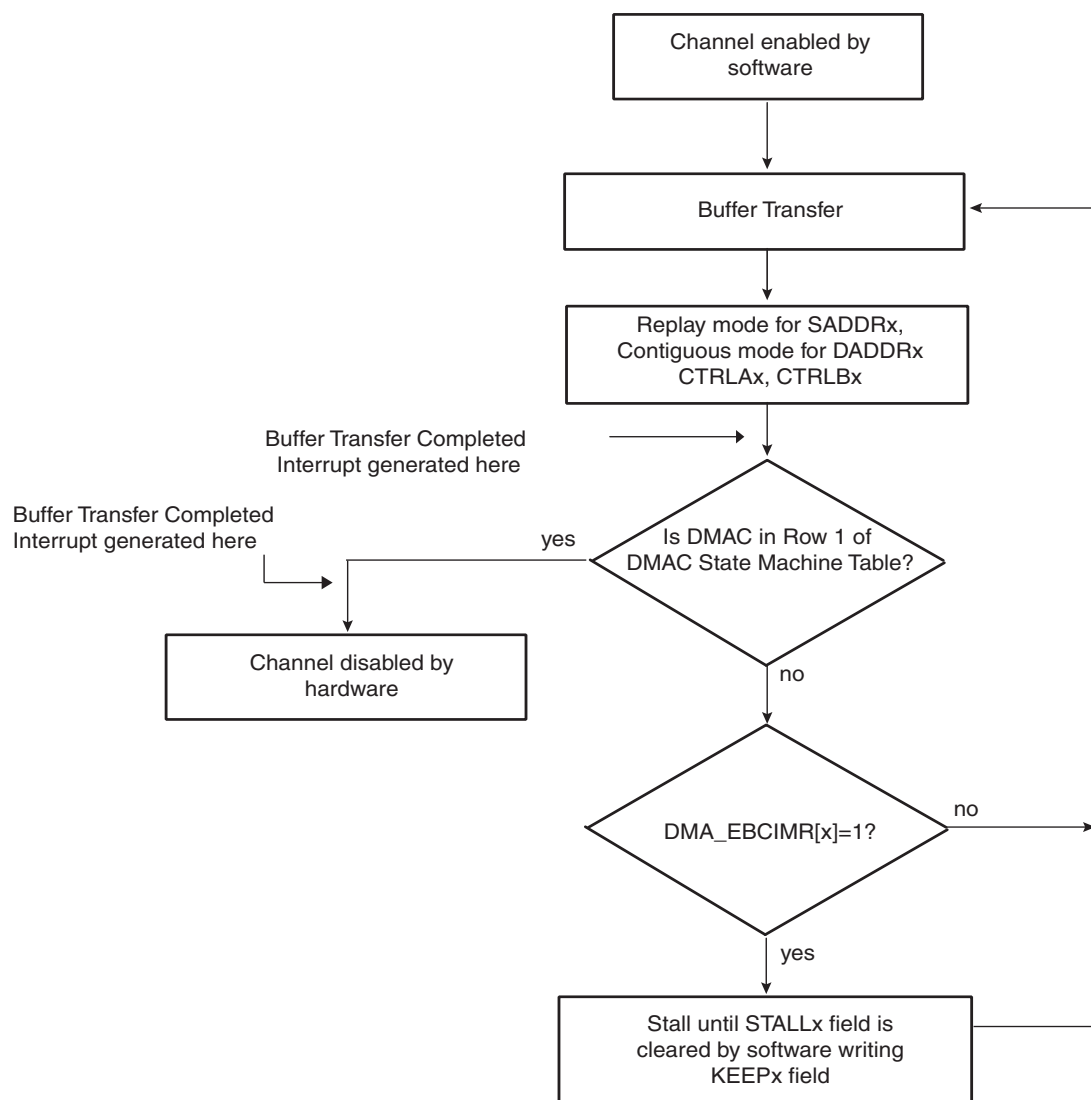 Channel enabled by
software
Buffer Transfer
Replay mode for SADDRx,
Contiguous mode for DADDRx
CTRLAx, CTRLBx
Buffer Transfer Completed
Interrupt generated here
Buffer Transfer Completed
Interrupt generated here
yes
Is DMAC in Row 1 of
DMAC State Machine Table?
Channel disabled by
hardware
no
DMA_EBCIMR[x]=1?
no
yes
Stall until STALLx field is
cleared by software writing
KEEPx field